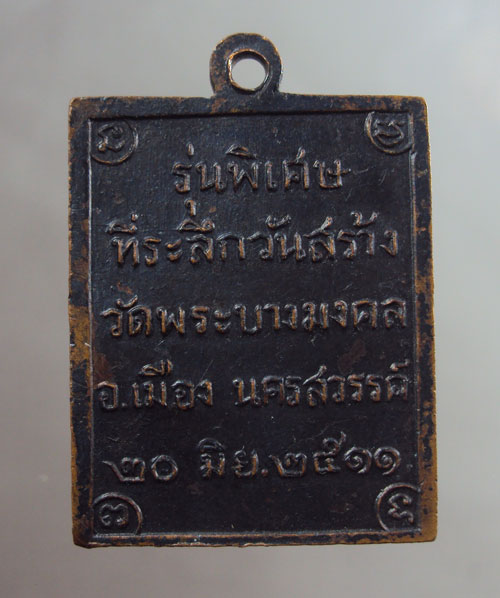 รุ่นพิเศษ
ที่ระลึกวันสร้าง
วัดพระบางมงคล
อ.เมือง นครสวรรค์
๒๐ มิย.๒๕๑๑